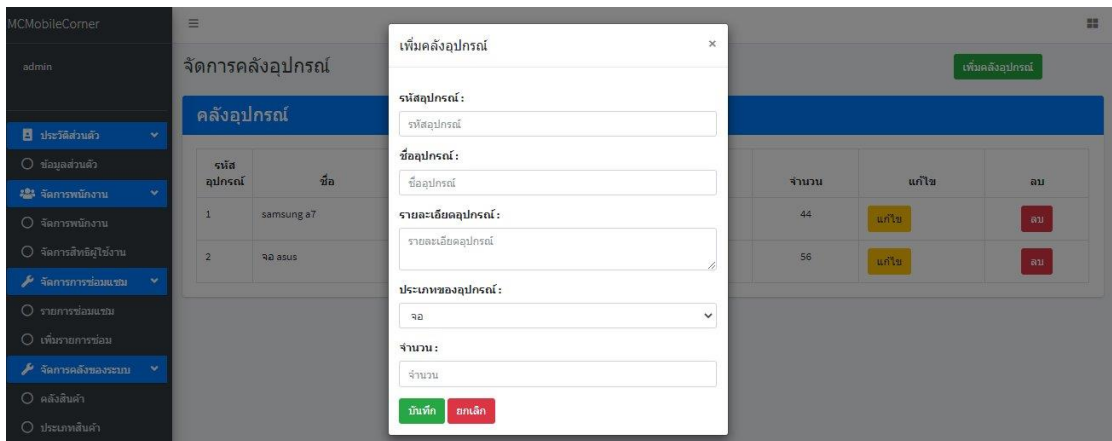 MCMobileCorner
admin
ประวัติส่วนตัว
ข้อมูลส่วนตัว
จัดการพนักงาน
จัดการพนักงาน
จัดการสิทธิผู้ใช้งาน
จัดการการซ่อมแซม
รายการซ่อมแซม
เพิ่มรายการซ่อม
จัดการคลังของระบบ
คลังสินค้า
ประเภทสินค้า
จัดการคลังอุปกรณ์
เพิ่มคลังอุปกรณ์
คลังอุปกรณ์
รหัส
อุปกรณ์ ชื่อ จำนวน แก้ไข ลบ
1 samsung a7 44 แก้ไข ลบ
2 จอ asus 56 แก้ไข ลบ
เพิ่มคลังอุปกรณ์ ×
รหัสอุปกรณ์ :
รหัสอุปกรณ์
ชื่ออุปกรณ์ :
ชื่ออุปกรณ์
รายละเอียดอุปกรณ์ :
รายละเอียดอุปกรณ์
ประเภทของอุปกรณ์ :
จอ
จำนวน :
จำนวน
บันทึก ยกเลิก